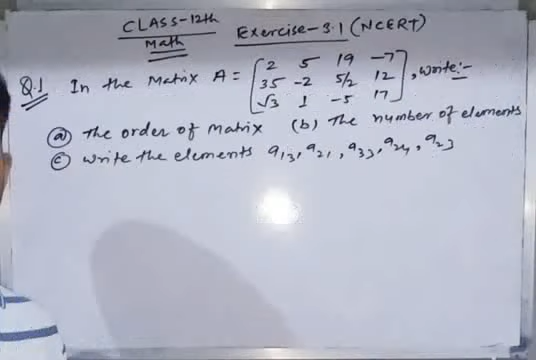 CLASS-12th Exercise-3.1 (NCERT)
Math
Q.1 In the Matrix A = [2 5 19 -7
35 -2 5/2 12
√3 1 -5 17], write:-
(a) The order of matrix (b) The number of elements
(c) write the elements a13, a21, a33, a24, a23